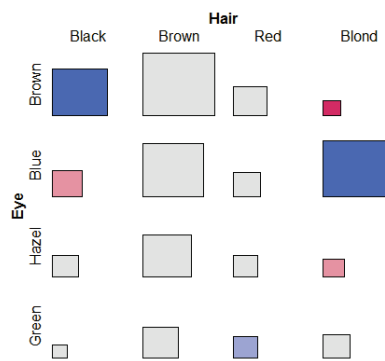 Hair
Black Brown Red Blond
Eye
Brown
Blue
Hazel
Green